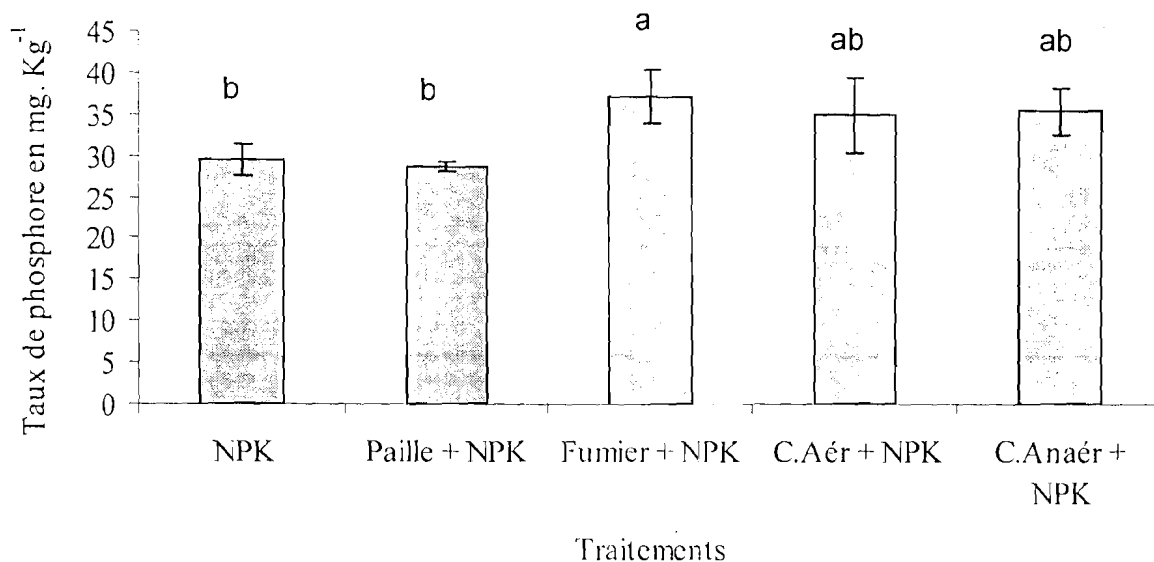 Taux de phosphore en mg. Kg⁻¹
45
40
35
30
25
20
15
10
5
0
b
b
a
ab
ab
NPK
Paille + NPK
Fumier + NPK
C.Aér + NPK
C.Anaér +
NPK
Traitements